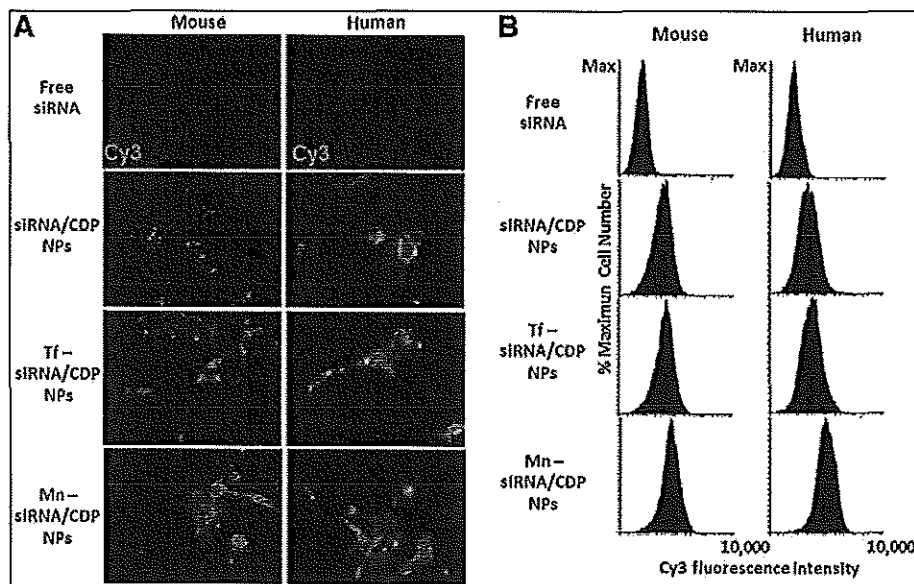 A
Mouse
Human
Free
siRNA
Cy3
Cy3
siRNA/CDP
NPs
Tf–
siRNA/CDP
NPs
Mn–
siRNA/CDP
NPs
B
Mouse
Human
Max
Max
Free
siRNA
siRNA/CDP
NPs
Tf–
siRNA/CDP
NPs
Mn–
siRNA/CDP
NPs
% Maximun Cell Number
10,000
10,000
Cy3 fluorescence intensity